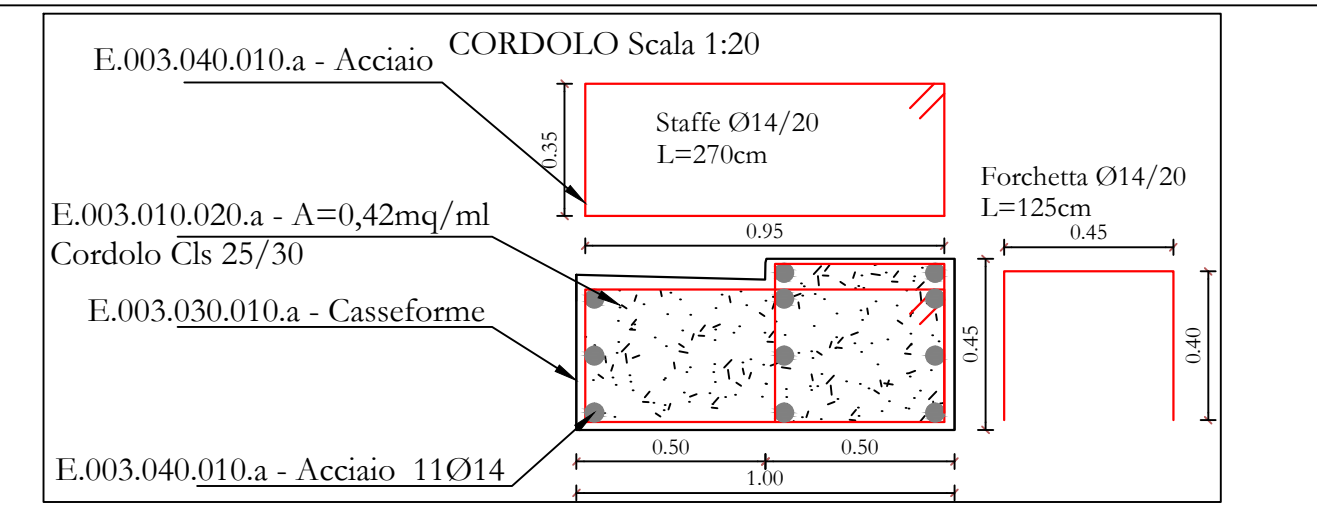 CORDOLO Scala 1:20
E.003.040.010.a - Acciaio
Staffe Ø14/20
L=270cm
0.35
0.95
Forchetta Ø14/20
L=125cm
0.45
0.40
E.003.010.020.a - A=0,42mq/ml
Cordolo Cls 25/30
E.003.030.010.a - Casseforme
0.45
E.003.040.010.a - Acciaio 11Ø14
0.50
0.50
1.00